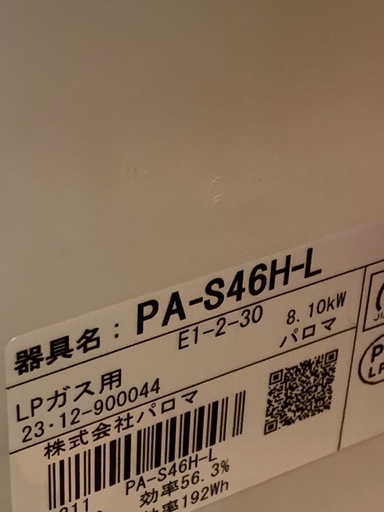 器具名：PA-S46H-L
E1-2-30 8.10kW
LPガス用 パロマ
23・12-900044
株式会社パロマ
PA-S46H-L
効率56.3%
192Wh